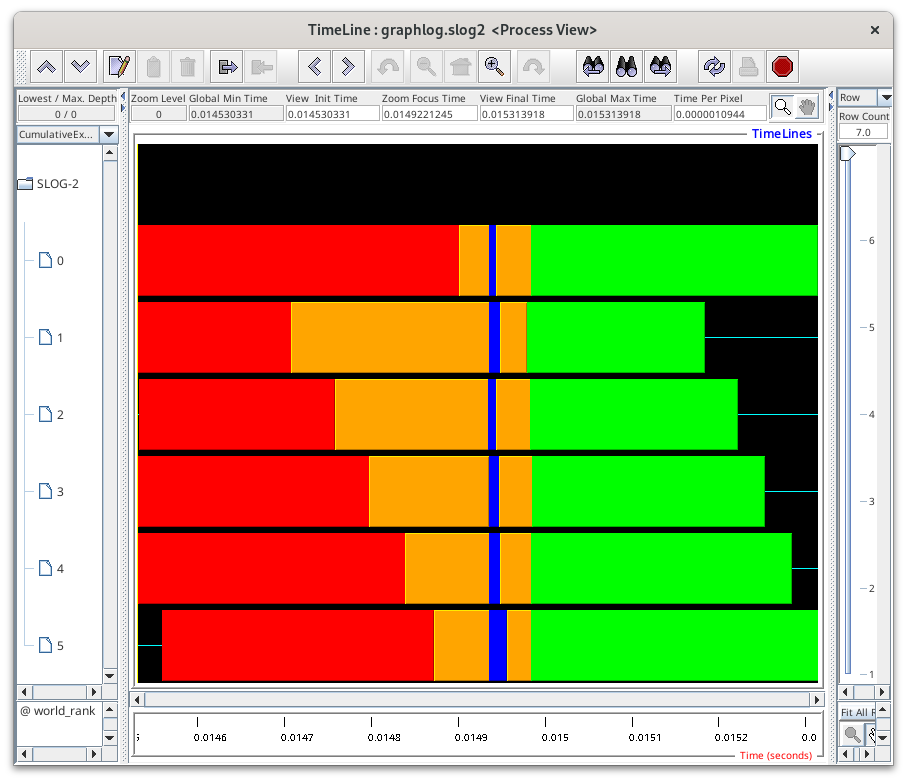 TimeLine : graphlog.slog2 <Process View>
Lowest / Max. Depth
0 / 0
Zoom Level Global Min Time View Init Time Zoom Focus Time View Final Time Global Max Time Time Per Pixel
0 0.014530331 0.014530331 0.0149221245 0.015313918 0.015313918 0.0000010944
Row
Row Count
7.0
CumulativeEx...
TimeLines
SLOG-2
0
1
2
3
4
5
6
5
4
3
2
1
@ world_rank
Fit All
0.0146 0.0147 0.0148 0.0149 0.015 0.0151 0.0152 0.0
Time (seconds)